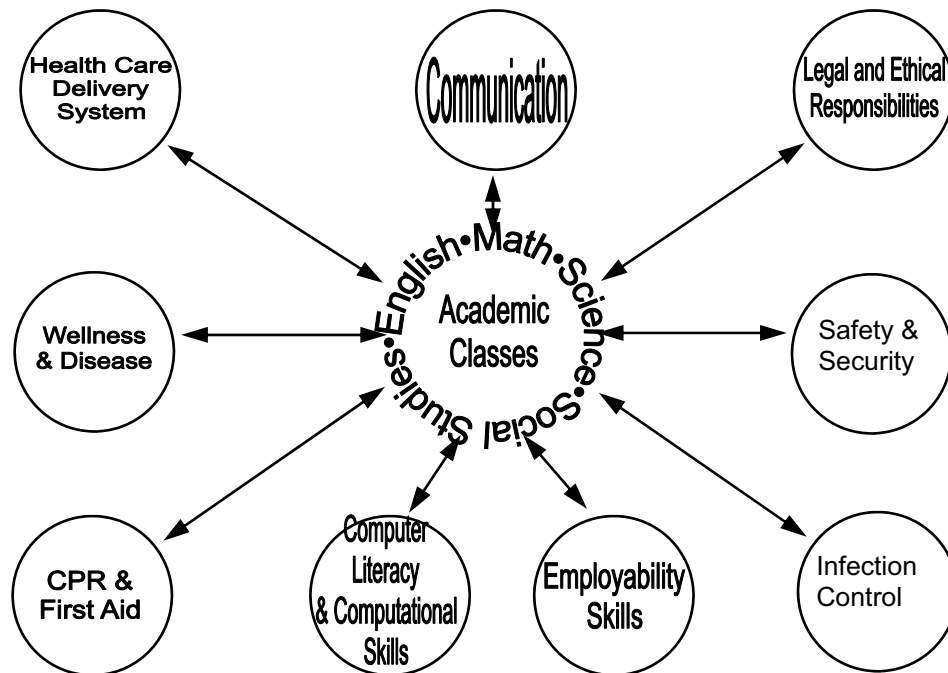 Health Care
Delivery
System
Communication
Legal and Ethical
Responsibilities
English•Math•Science•Social Studies•
Academic
Classes
Wellness
& Disease
Safety &
Security
CPR &
First Aid
Computer
Literacy
& Computational
Skills
Employability
Skills
Infection
Control